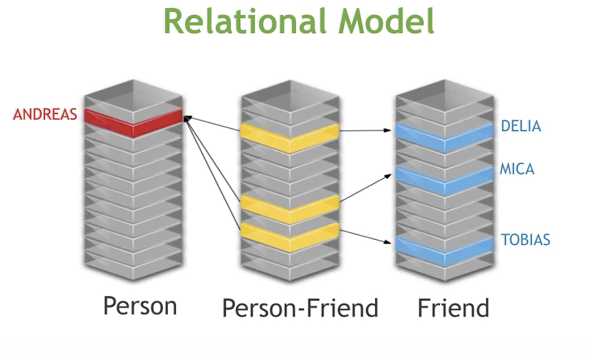 Relational Model
ANDREAS
DELIA
MICA
TOBIAS
Person
Person-Friend
Friend